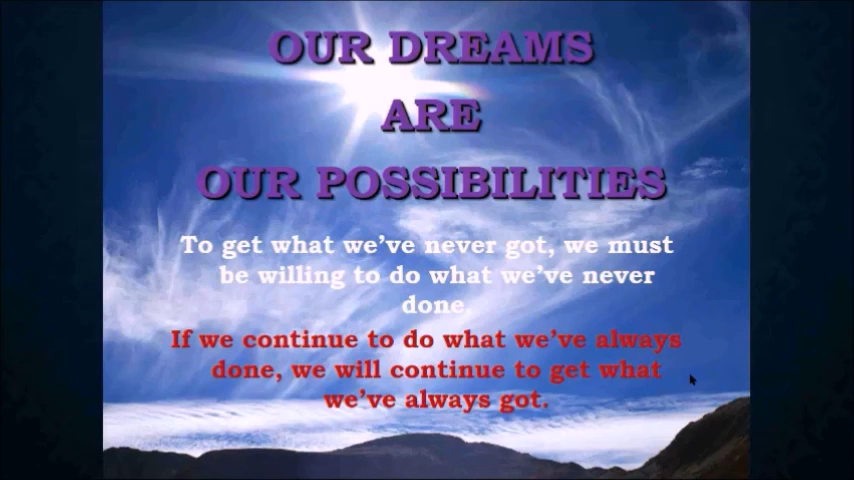 OUR DREAMS
ARE
OUR POSSIBILITIES
To get what we've never got, we must
be willing to do what we've never
done.
If we continue to do what we've always
done, we will continue to get what
we've always got.